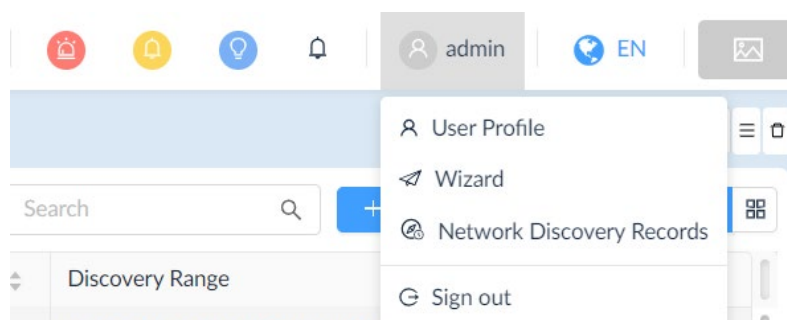 admin
EN
User Profile
Wizard
Search
+
Network Discovery Records
Discovery Range
Sign out